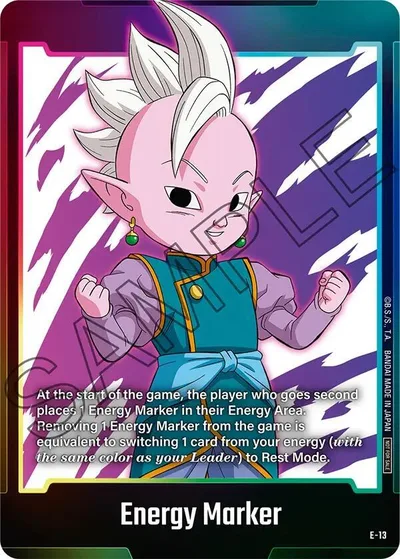 SAMPLE
At the start of the game, the player who goes second
places 1 Energy Marker in their Energy Area.
Removing 1 Energy Marker from the game is
equivalent to switching 1 card from your energy (with
the same color as your Leader) to Rest Mode.
©B.S./S., T.A. BANDAI MADE IN JAPAN
NOT FOR SALE
Energy Marker
E-13